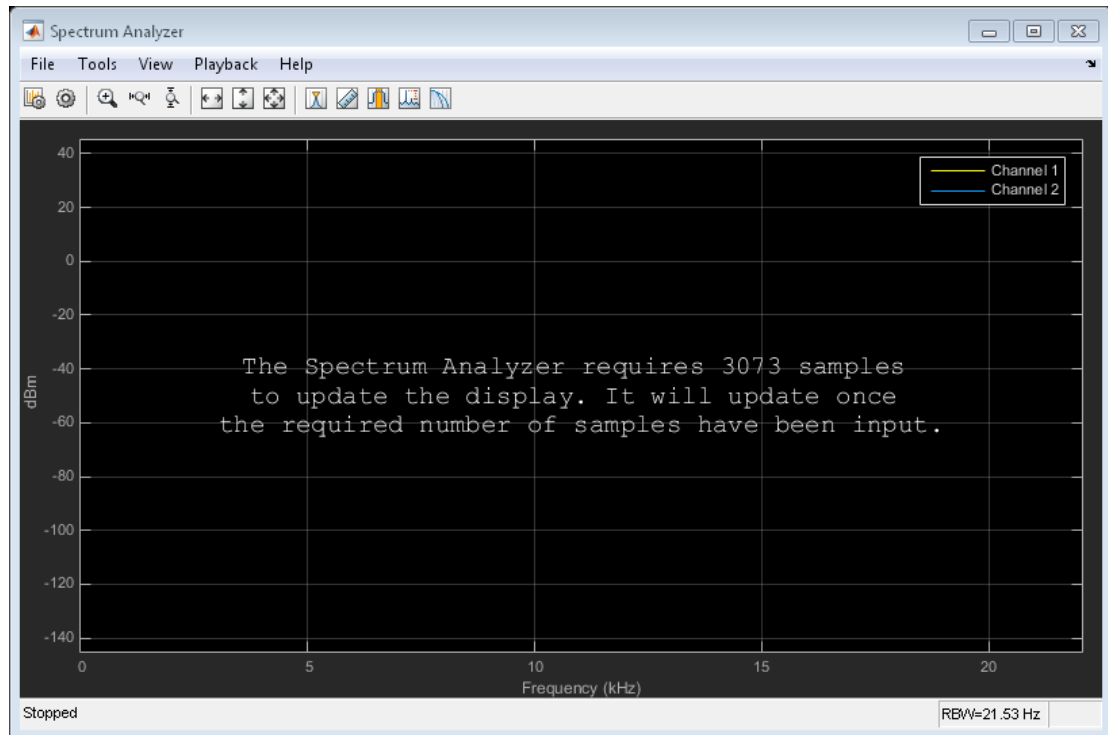 Spectrum Analyzer
File Tools View Playback Help
40
20
0
-20
-40
-60
-80
-100
-120
-140
dBm
Channel 1
Channel 2
The Spectrum Analyzer requires 3073 samples
to update the display. It will update once
the required number of samples have been input.
0 5 10 15 20
Frequency (kHz)
Stopped
RBW=21.53 Hz